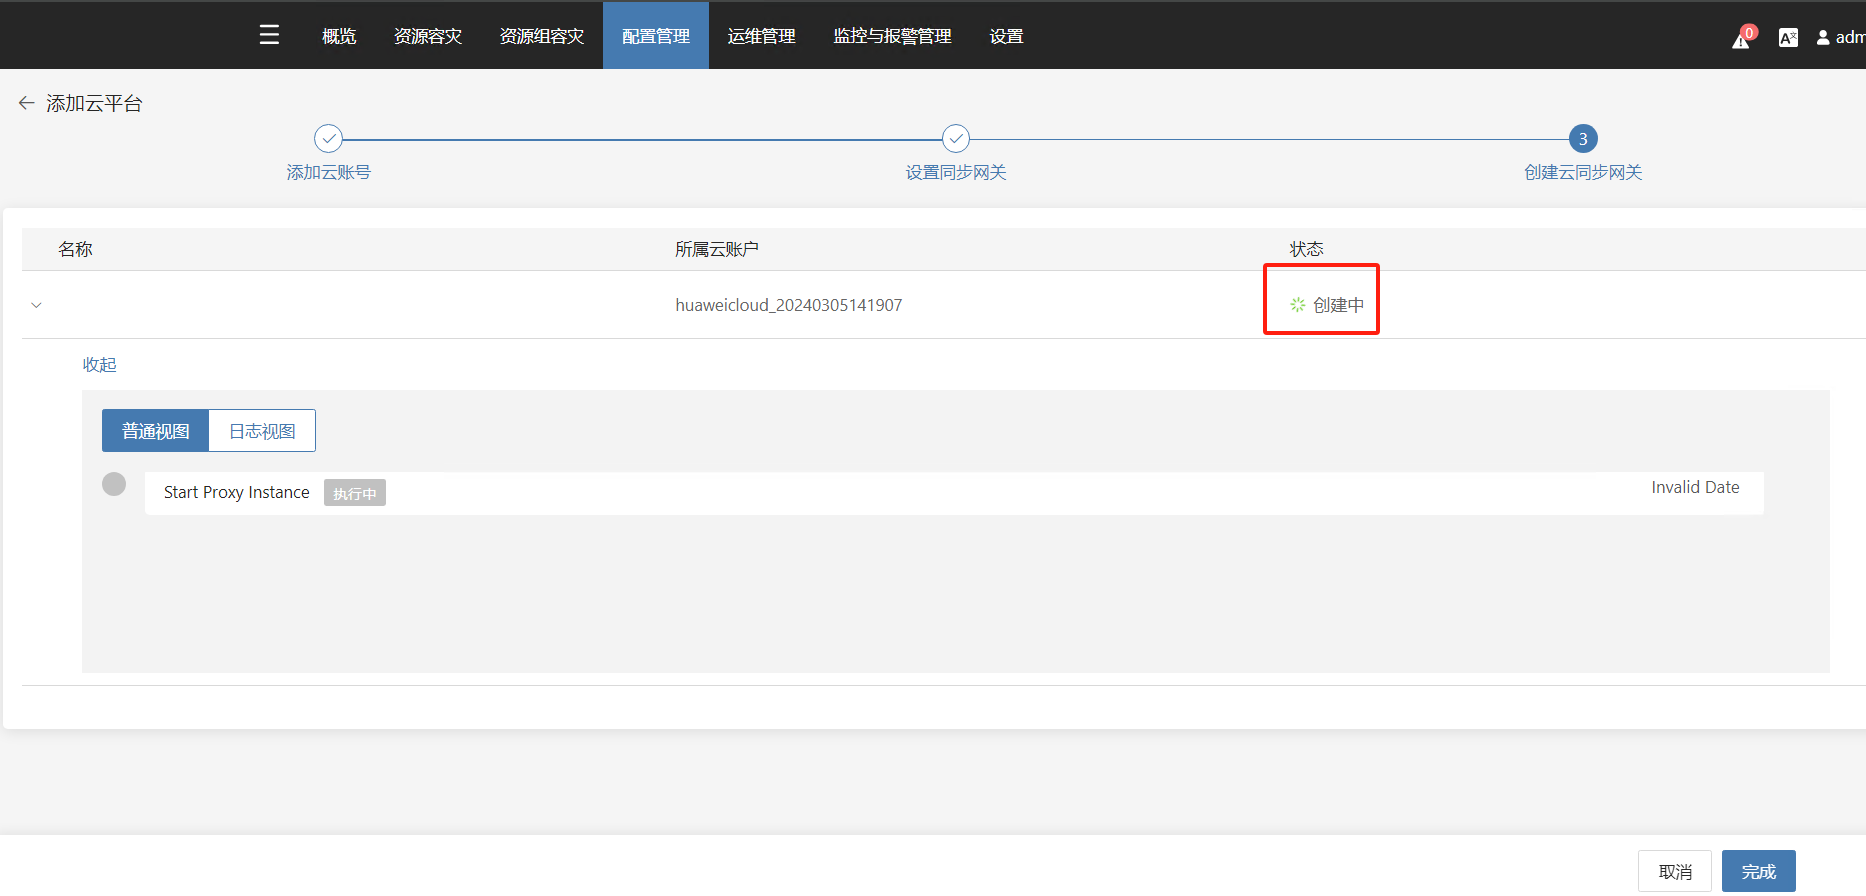 概览 资源容灾 资源组容灾 配置管理 运维管理 监控与报警管理 设置 0 adm
添加云平台
3
添加云账号 设置同步网关 创建云同步网关
名称 所属云账户 状态
huaweicloud_20240305141907 创建中
收起
普通视图 日志视图
Start Proxy Instance 执行中 Invalid Date
取消 完成